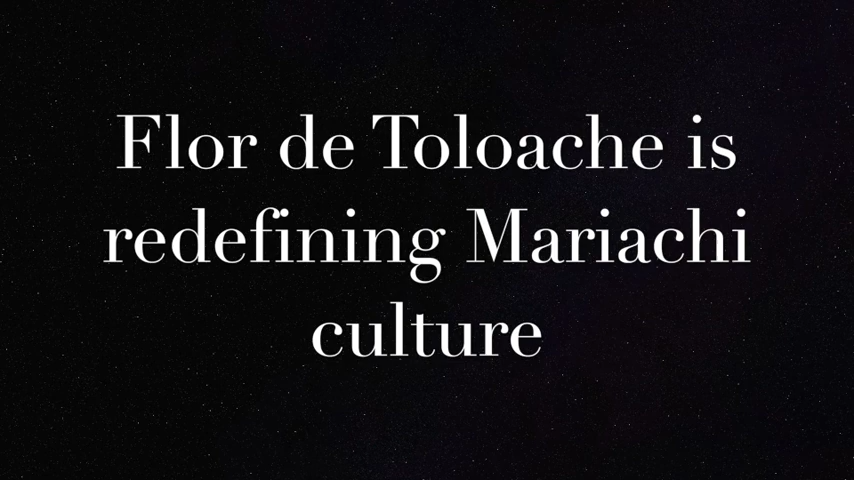 Flor de Toloache is
redefining Mariachi
culture